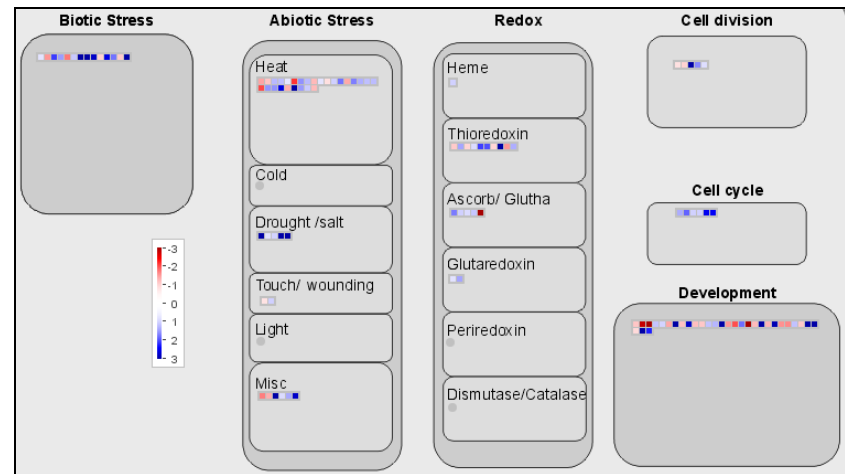 Biotic Stress
Abiotic Stress
Redox
Cell division
Heat
Cold
Drought /salt
Touch/ wounding
Light
Misc
Heme
Thioredoxin
Ascorb/ Glutha
Glutaredoxin
Periredoxin
Dismutase/Catalase
Cell cycle
Development
-3
-2
-1
0
1
2
3